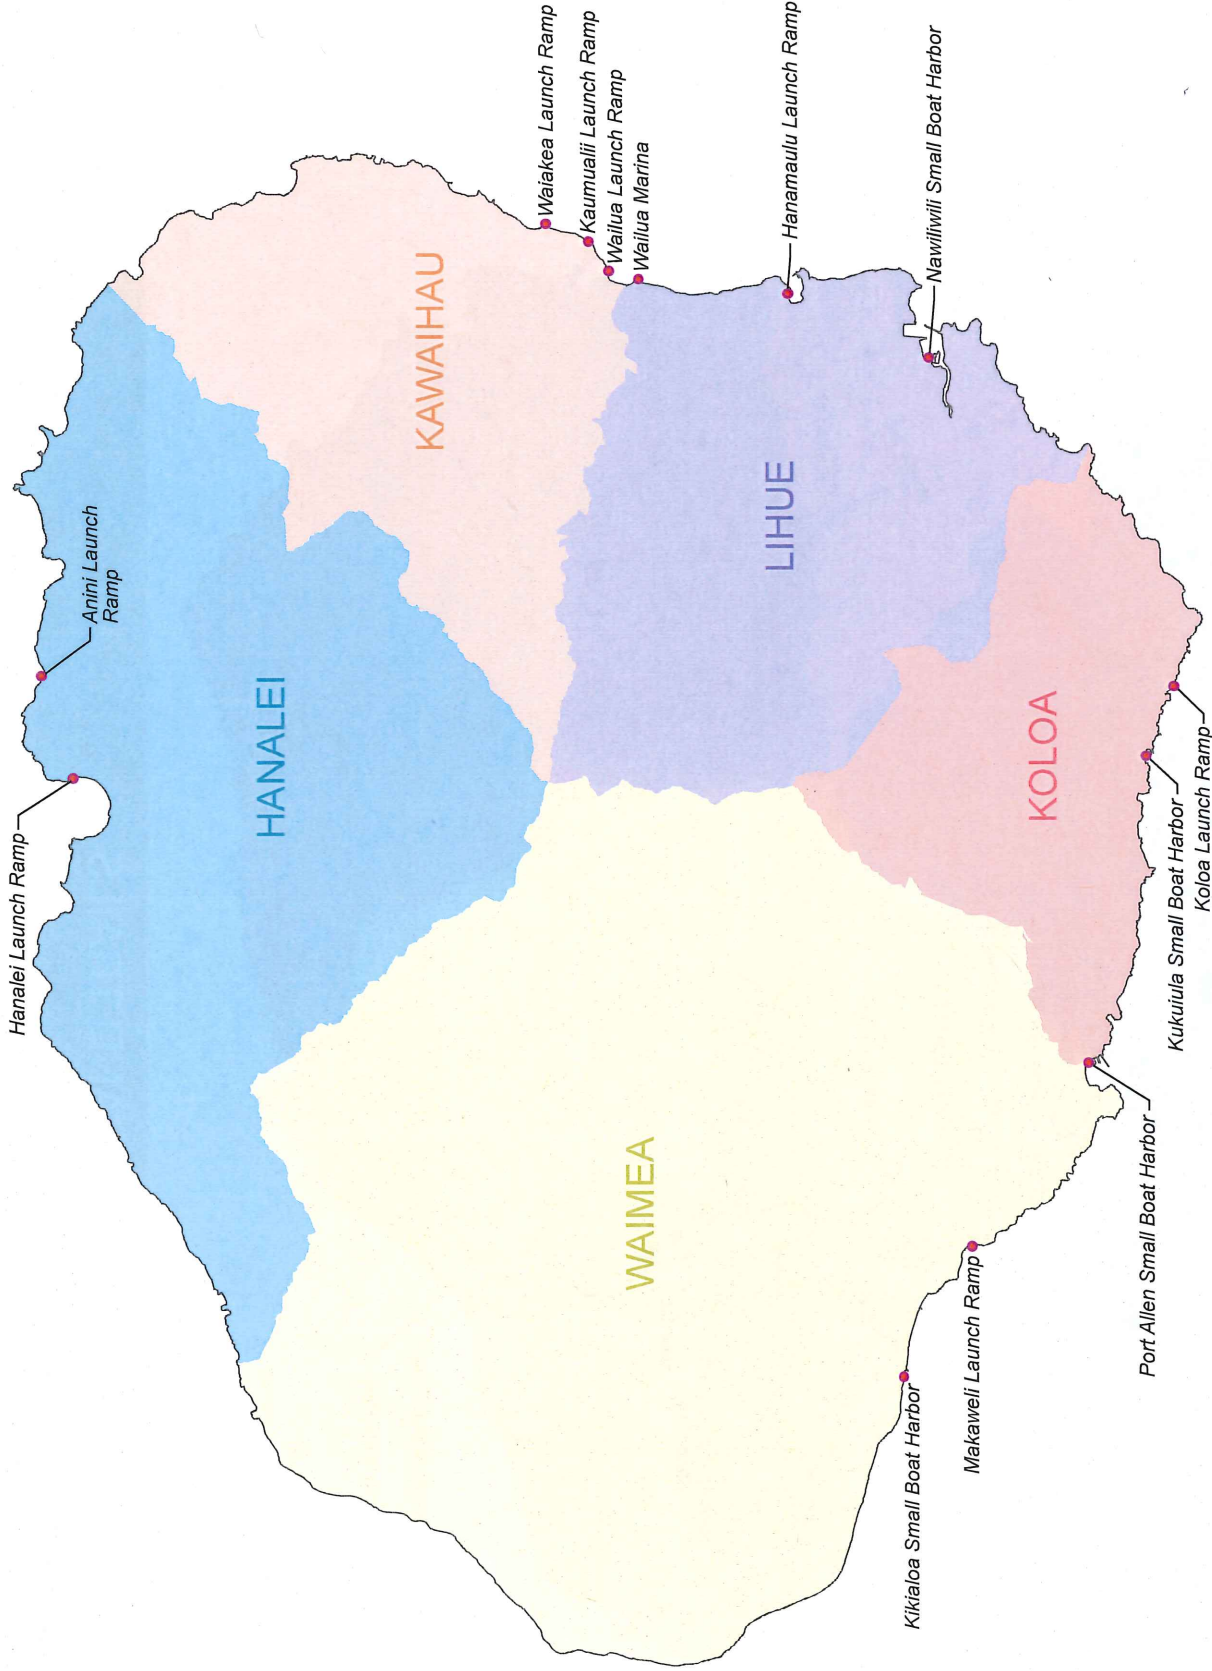 Hanalei Launch Ramp
Anini Launch
Ramp
HANALEI
KAWAIHAU
Waiakea Launch Ramp
Kaumualii Launch Ramp
Wailua Launch Ramp
Wailua Marina
Hanamaulu Launch Ramp
Nawiliwili Small Boat Harbor
LIHUE
WAIMEA
KOLOA
Kikialoa Small Boat Harbor
Makaweli Launch Ramp
Port Allen Small Boat Harbor
Kukuiula Small Boat Harbor
Koloa Launch Ramp